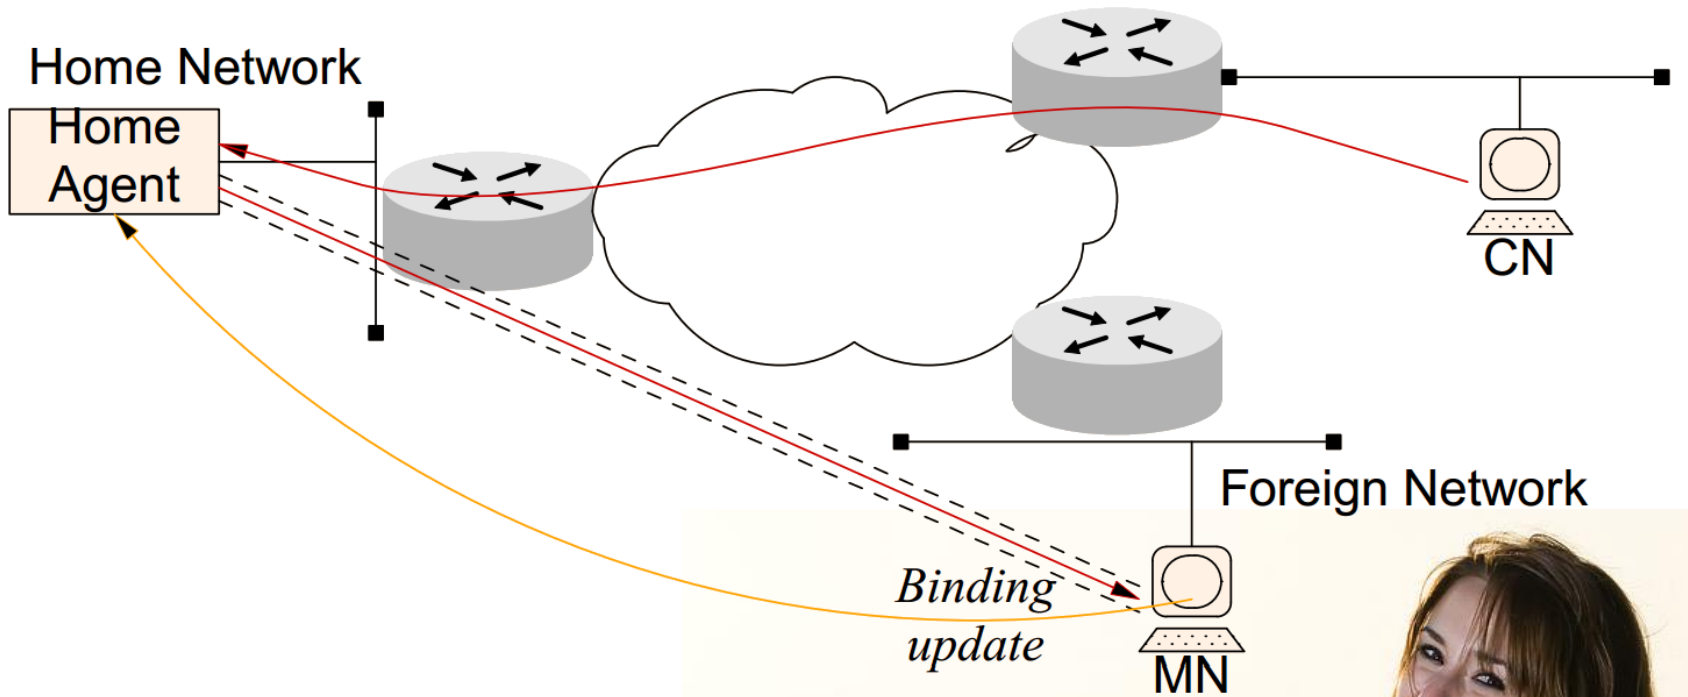 Home Network
Home
Agent
CN
Foreign Network
Binding
update
MN